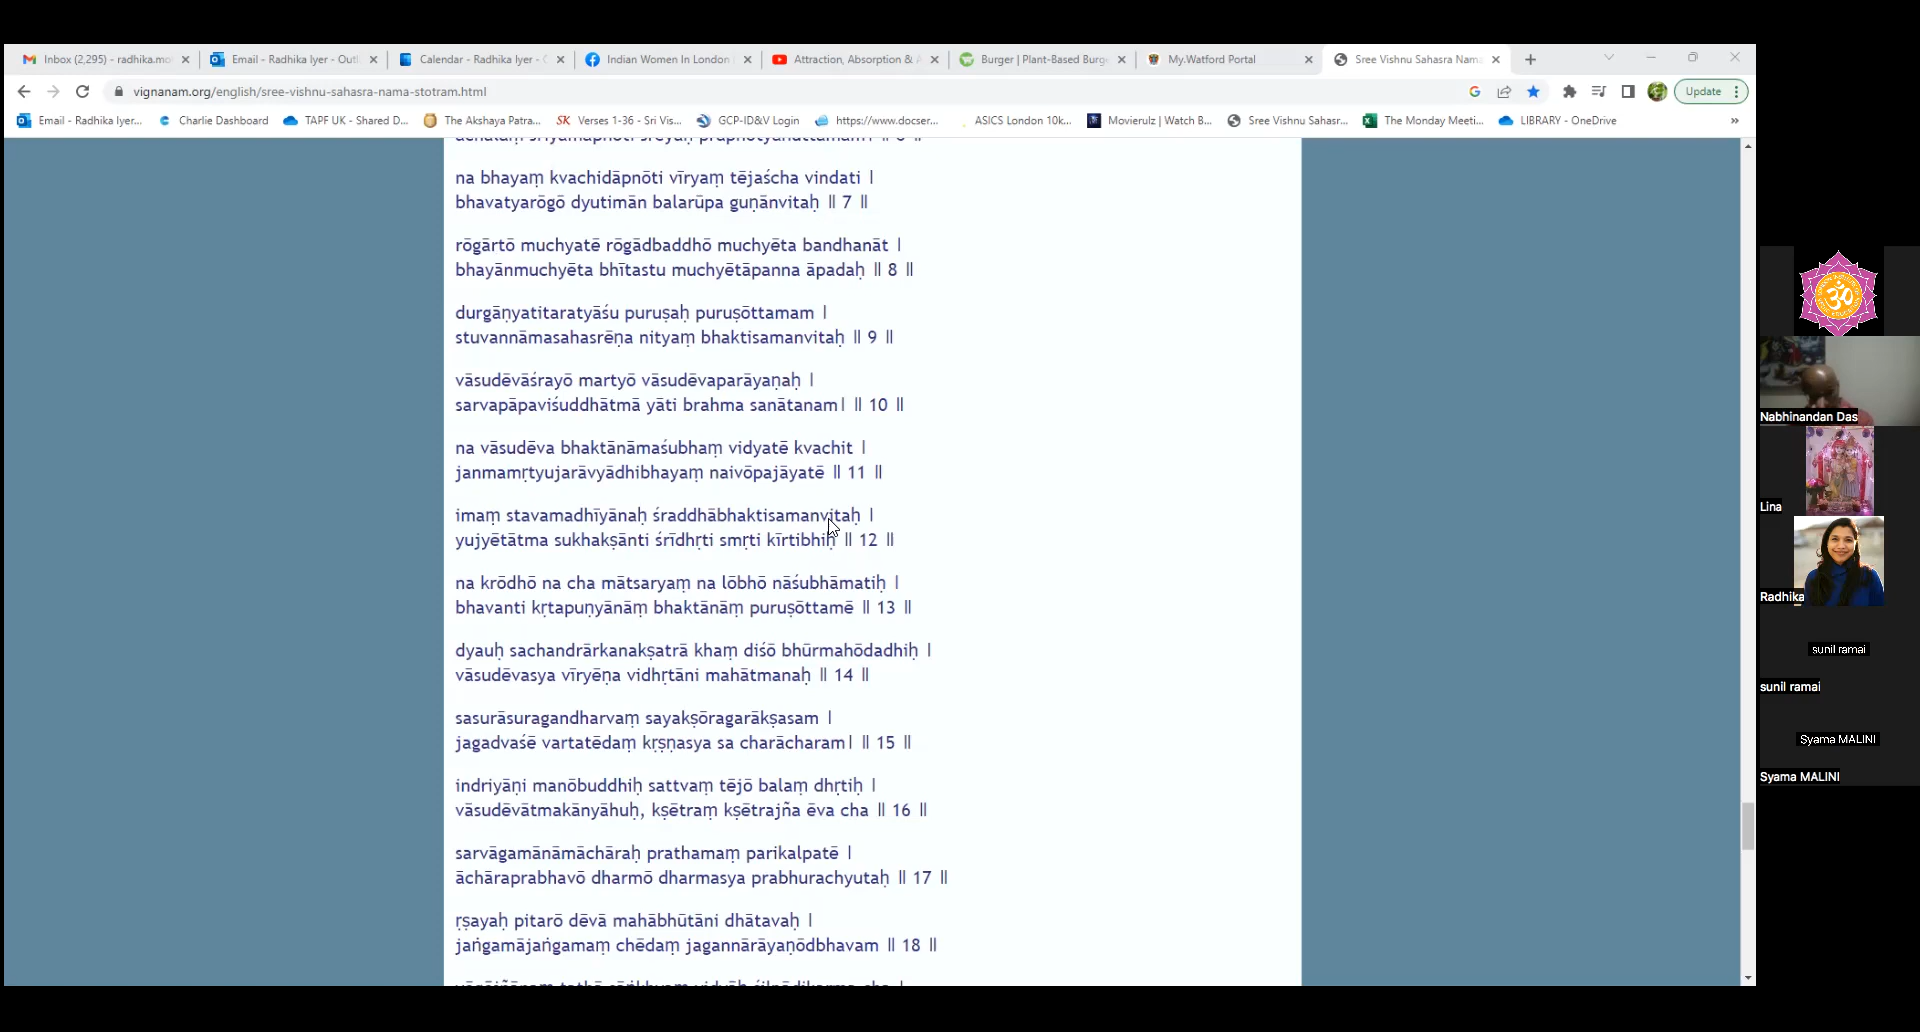 Inbox (2,295) - radhika.mo
Email - Radhika Iyer - Outl
Calendar - Radhika Iyer -
Indian Women In London
Attraction, Absorption &
Burger | Plant-Based Burg
My.Watford Portal
Sree Vishnu Sahasra Nam
vignanam.org/english/sree-vishnu-sahasra-nama-stotram.html
Update
Email - Radhika Iyer...
Charlie Dashboard
TAPF UK - Shared D...
The Akshaya Patra...
SK Verses 1-36 - Sri Vis...
GCP-ID&V Login
https://www.docser...
ASICS London 10k...
Movierulz | Watch B...
Sree Vishnu Sahasr...
The Monday Meeti...
LIBRARY - OneDrive
»
na bhayaṃ kvachidāpnōti vīryaṃ tējaścha vindati |
bhavatyarōgō dyutimān balarūpa guṇānvitaḥ ‖ 7 ‖
rōgārtō muchyatē rōgādbaddhō muchyēta bandhanāt |
bhayānmuchyēta bhītastu muchyētāpanna āpadaḥ ‖ 8 ‖
durgāṇyatitaratyāśu puruṣaḥ puruṣōttamam |
stuvannāmasahasrēṇa nityaṃ bhaktisamanvitaḥ ‖ 9 ‖
vāsudēvāśrayō martyō vāsudēvaparāyaṇaḥ |
sarvapāpaviśuddhātmā yāti brahma sanātanam| ‖ 10 ‖
na vāsudēva bhaktānāmaśubhaṃ vidyatē kvachit |
janmamṛtyujarāvyādhibhayaṃ naivōpajāyatē ‖ 11 ‖
imaṃ stavamadhīyānaḥ śraddhābhaktisamanvitaḥ |
yujyētātma sukhakṣānti śrīdhṛti smṛti kīrtibhiḥ ‖ 12 ‖
na krōdhō na cha mātsaryaṃ na lōbhō nāśubhāmatiḥ |
bhavanti kṛtapuṇyānāṃ bhaktānāṃ puruṣōttamē ‖ 13 ‖
dyauḥ sachandrārkanakṣatrā khaṃ diśō bhūrmahōdadhiḥ |
vāsudēvasya vīryēṇa vidhṛtāni mahātmanaḥ ‖ 14 ‖
sasurāsuragandharvaṃ sayakṣōragarākṣasam |
jagadvaśē vartatēdaṃ kṛṣṇasya sa charācharam| ‖ 15 ‖
indriyāṇi manōbuddhiḥ sattvaṃ tējō balaṃ dhṛtiḥ |
vāsudēvātmakānyāhuḥ, kṣētraṃ kṣētrajña ēva cha ‖ 16 ‖
sarvāgamānāmāchāraḥ prathamaṃ parikalpatē |
āchāraprabhavō dharmō dharmasya prabhurachyutaḥ ‖ 17 ‖
ṛṣayaḥ pitarō dēvā mahābhūtāni dhātavaḥ |
jaṅgamājaṅgamaṃ chēdaṃ jagannārāyaṇōdbhavam ‖ 18 ‖
ॐ
Nabhinandan Das
Lina
Radhika
sunil ramai
sunil ramai
Syama MALINI
Syama MALINI